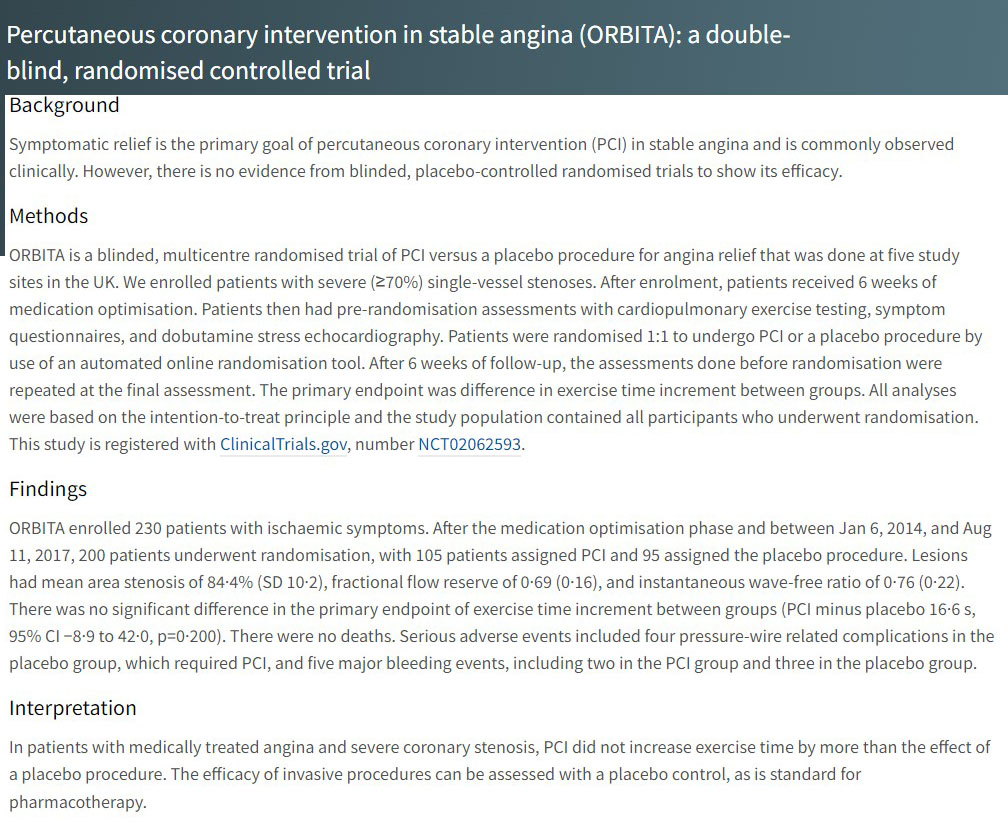 Percutaneous coronary intervention in stable angina (ORBITA): a double-
blind, randomised controlled trial
Background
Symptomatic relief is the primary goal of percutaneous coronary intervention (PCI) in stable angina and is commonly observed
clinically. However, there is no evidence from blinded, placebo-controlled randomised trials to show its efficacy.
Methods
ORBITA is a blinded, multicentre randomised trial of PCI versus a placebo procedure for angina relief that was done at five study
sites in the UK. We enrolled patients with severe (≥70%) single-vessel stenoses. After enrolment, patients received 6 weeks of
medication optimisation. Patients then had pre-randomisation assessments with cardiopulmonary exercise testing, symptom
questionnaires, and dobutamine stress echocardiography. Patients were randomised 1:1 to undergo PCI or a placebo procedure by
use of an automated online randomisation tool. After 6 weeks of follow-up, the assessments done before randomisation were
repeated at the final assessment. The primary endpoint was difference in exercise time increment between groups. All analyses
were based on the intention-to-treat principle and the study population contained all participants who underwent randomisation.
This study is registered with ClinicalTrials.gov, number NCT02062593.
Findings
ORBITA enrolled 230 patients with ischaemic symptoms. After the medication optimisation phase and between Jan 6, 2014, and Aug
11, 2017, 200 patients underwent randomisation, with 105 patients assigned PCI and 95 assigned the placebo procedure. Lesions
had mean area stenosis of 84·4% (SD 10·2), fractional flow reserve of 0·69 (0·16), and instantaneous wave-free ratio of 0·76 (0·22).
There was no significant difference in the primary endpoint of exercise time increment between groups (PCI minus placebo 16·6 s,
95% CI −8·9 to 42·0, p=0·200). There were no deaths. Serious adverse events included four pressure-wire related complications in the
placebo group, which required PCI, and five major bleeding events, including two in the PCI group and three in the placebo group.
Interpretation
In patients with medically treated angina and severe coronary stenosis, PCI did not increase exercise time by more than the effect of
a placebo procedure. The efficacy of invasive procedures can be assessed with a placebo control, as is standard for
pharmacotherapy.